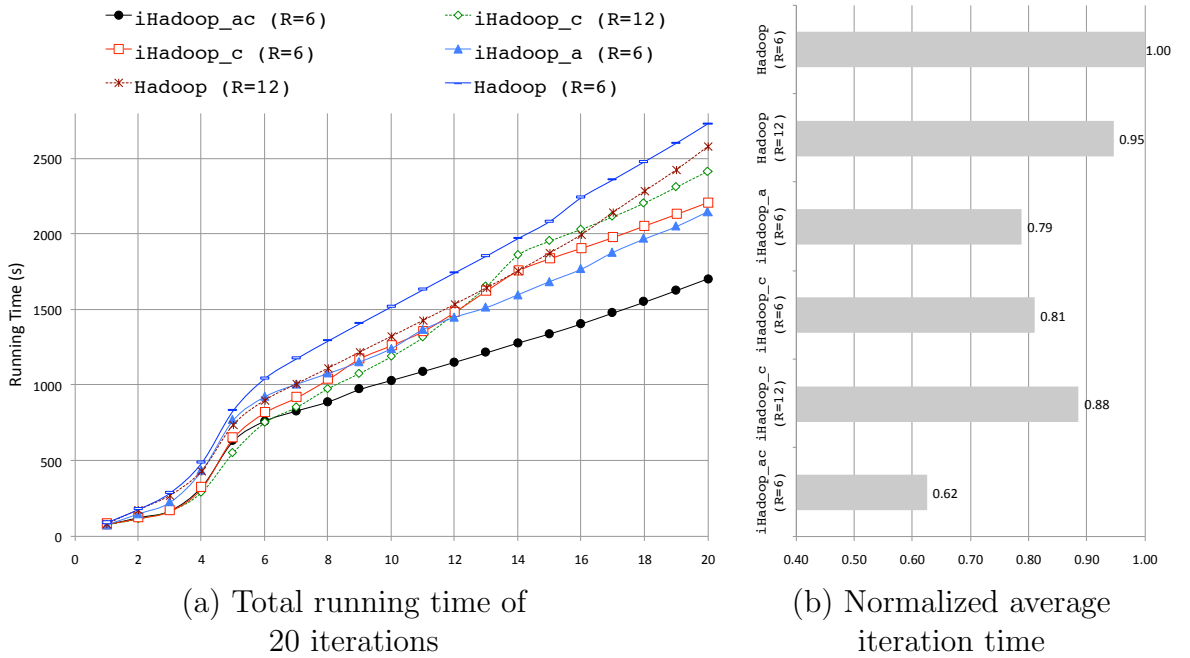 iHadoop_ac (R=6)
iHadoop_c (R=12)
iHadoop_c (R=6)
iHadoop_a (R=6)
Hadoop (R=12)
Hadoop (R=6)
Running Time (s)
2500
2000
1500
1000
500
0
0 2 4 6 8 10 12 14 16 18 20
(a) Total running time of
20 iterations
Hadoop
(R=6)
1.00
Hadoop
(R=12)
0.95
iHadoop_a
(R=6)
0.79
iHadoop_c
(R=6)
0.81
iHadoop_c
(R=12)
0.88
iHadoop_ac
(R=6)
0.62
0.40 0.50 0.60 0.70 0.80 0.90 1.00
(b) Normalized average
iteration time